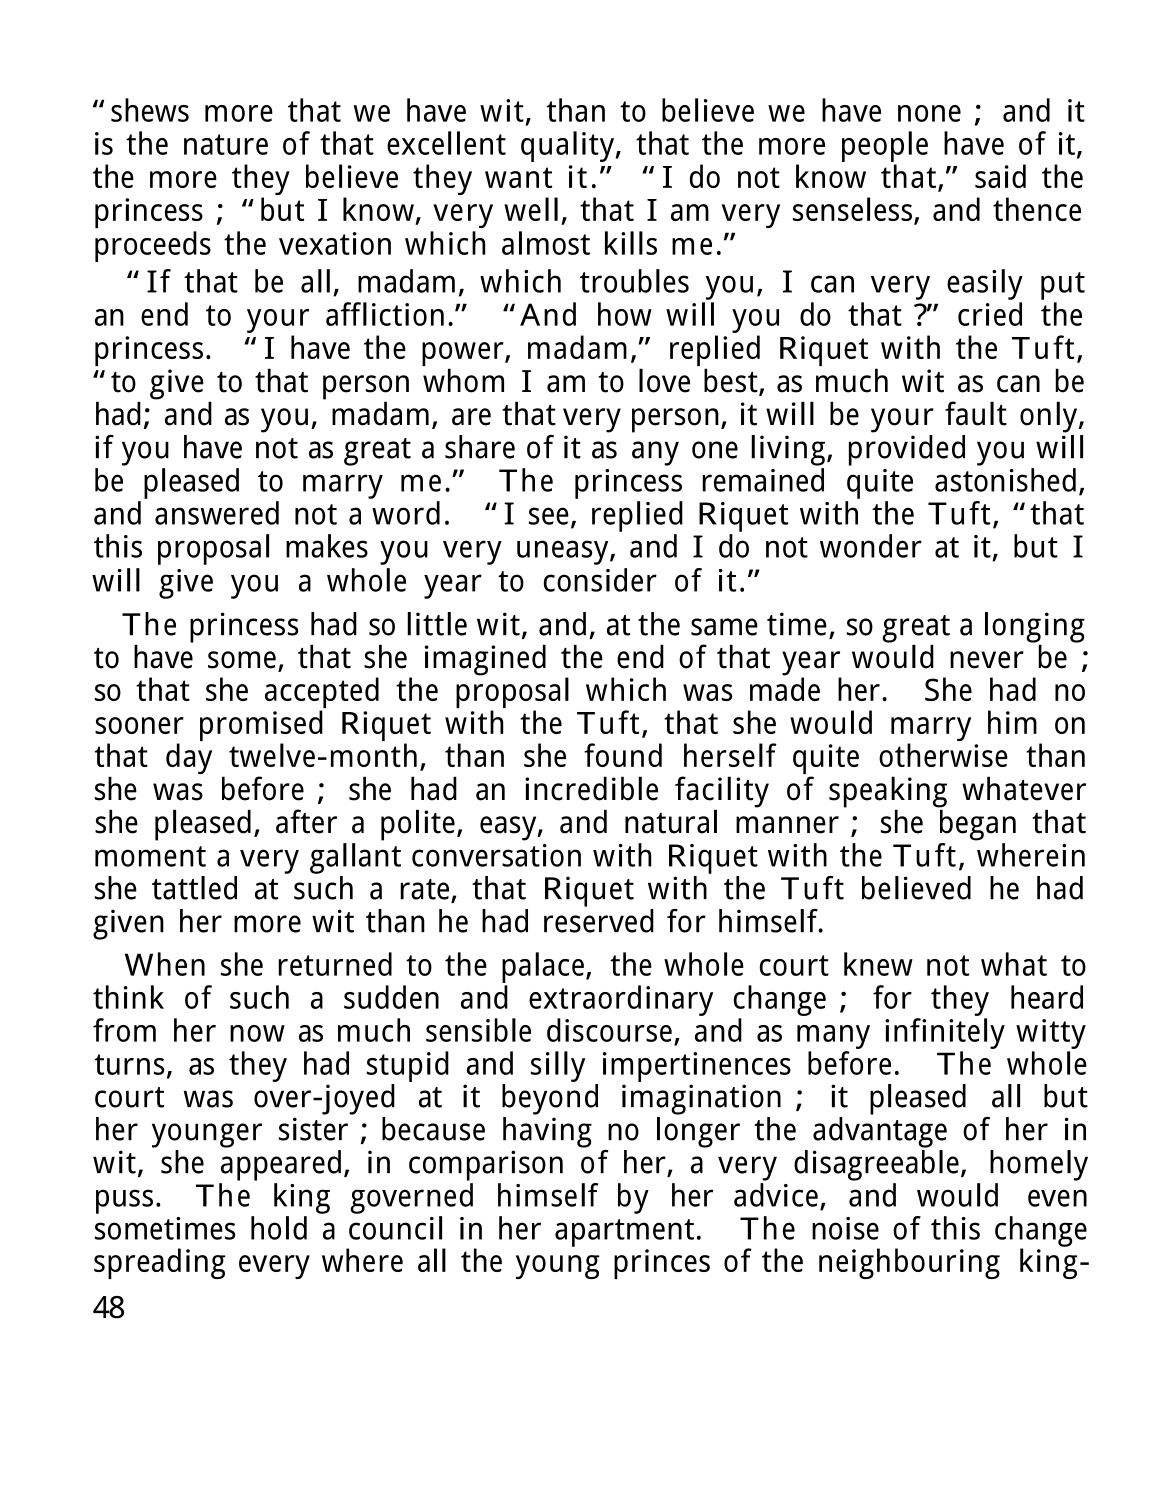 “shews more that we have wit, than to believe we have none ; and it
is the nature of that excellent quality, that the more people have of it,
the more they believe they want it.” “I do not know that,” said the
princess ; “but I know, very well, that I am very senseless, and thence
proceeds the vexation which almost kills me.”
“If that be all, madam, which troubles you, I can very easily put
an end to your affliction.” “And how will you do that ?” cried the
princess. “I have the power, madam,” replied Riquet with the Tuft,
“to give to that person whom I am to love best, as much wit as can be
had; and as you, madam, are that very person, it will be your fault only,
if you have not as great a share of it as any one living, provided you will
be pleased to marry me.” The princess remained quite astonished,
and answered not a word. “I see, replied Riquet with the Tuft, “that
this proposal makes you very uneasy, and I do not wonder at it, but I
will give you a whole year to consider of it.”
The princess had so little wit, and, at the same time, so great a longing
to have some, that she imagined the end of that year would never be ;
so that she accepted the proposal which was made her. She had no
sooner promised Riquet with the Tuft, that she would marry him on
that day twelve-month, than she found herself quite otherwise than
she was before ; she had an incredible facility of speaking whatever
she pleased, after a polite, easy, and natural manner ; she began that
moment a very gallant conversation with Riquet with the Tuft, wherein
she tattled at such a rate, that Riquet with the Tuft believed he had
given her more wit than he had reserved for himself.
When she returned to the palace, the whole court knew not what to
think of such a sudden and extraordinary change ; for they heard
from her now as much sensible discourse, and as many infinitely witty
turns, as they had stupid and silly impertinences before. The whole
court was over-joyed at it beyond imagination ; it pleased all but
her younger sister ; because having no longer the advantage of her in
wit, she appeared, in comparison of her, a very disagreeable, homely
puss. The king governed himself by her advice, and would even
sometimes hold a council in her apartment. The noise of this change
spreading every where all the young princes of the neighbouring king-
48